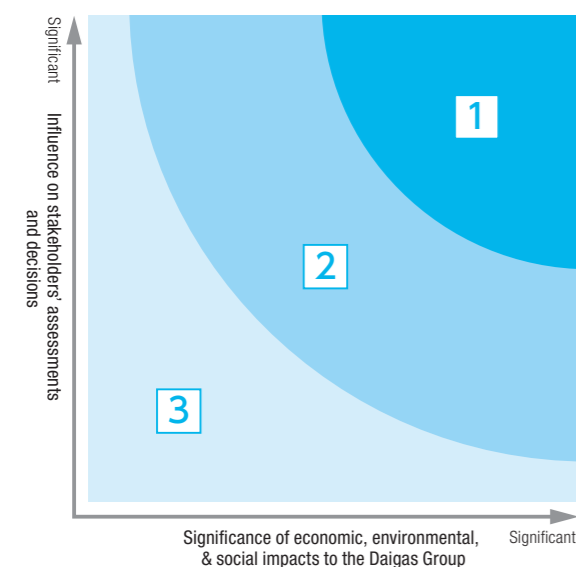 Significant
Influence on stakeholders' assessments
and decisions
1
2
3
Significance of economic, environmental,
& social impacts to the Daigas Group
Significant